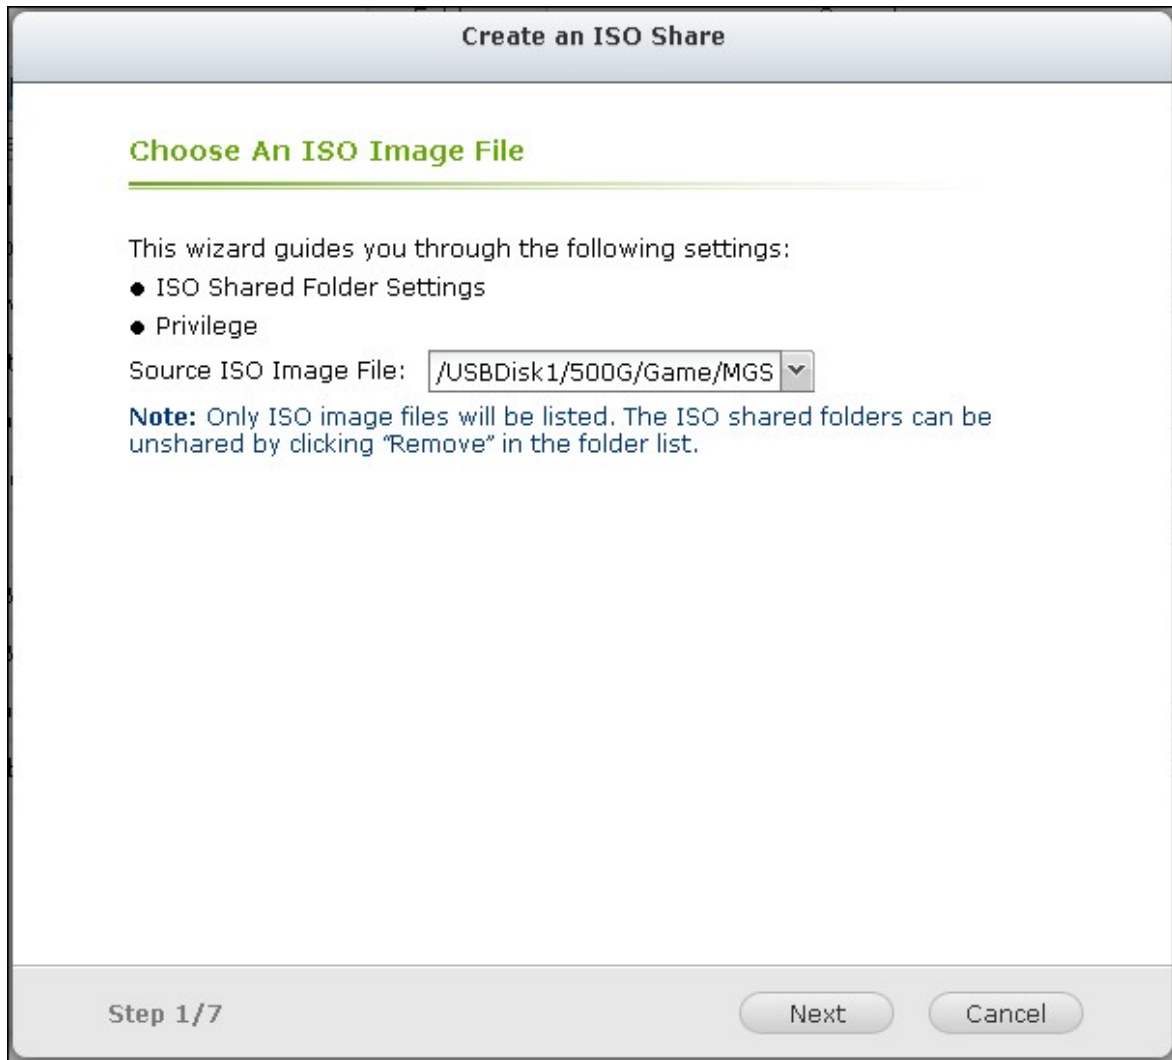 Create an ISO Share
Choose An ISO Image File
This wizard guides you through the following settings:
● ISO Shared Folder Settings
● Privilege
Source ISO Image File: /USBDisk1/500G/Game/MGS
Note: Only ISO image files will be listed. The ISO shared folders can be
unshared by clicking “Remove” in the folder list.
Step 1/7 Next Cancel